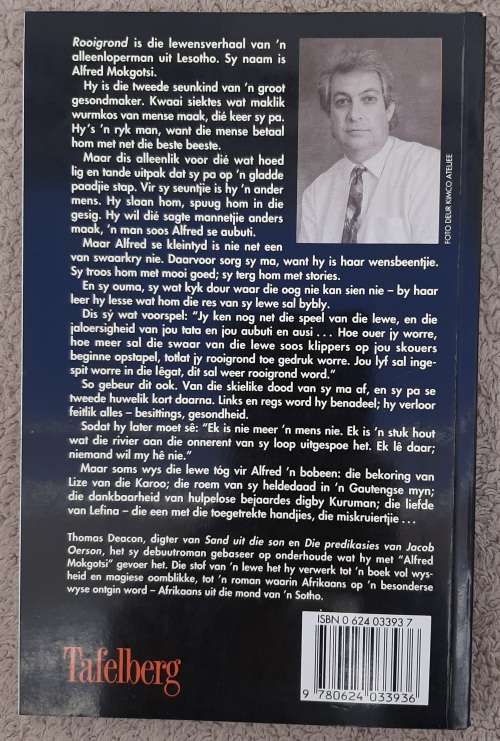 Rooigrond is die lewensverhaal van 'n
alleenloperman uit Lesotho. Sy naam is
Alfred Mokgotsi.
Hy is die tweede seunkind van 'n groot
gesondmaker. Kwaai siektes wat maklik
wurmkos van mense maak, dié keer sy pa.
Hy's 'n ryk man, want die mense betaal
hom met net die beste beeste.
Maar dis alleenlik voor dié wat hoed
lig en tande uitpak dat sy pa op 'n gladde
paadjie stap. Vir sy seuntjie is hy 'n ander
mens. Hy slaan hom, spuug hom in die
gesig. Hy wil dié sagte mannetjie anders
maak, 'n man soos Alfred se aubuti.
Maar Alfred se kleintyd is nie net een
van swaarkry nie. Daarvoor sorg sy ma, want hy is haar wensbeentjie.
Sy troos hom met mooi goed; sy terg hom met stories.
En sy ouma, sy wat kyk dour waar die oog nie kan sien nie – by haar
leer hy lesse wat hom die res van sy lewe sal bybly.
Dis sý wat voorspel: "Jy ken nog net die speel van die lewe, en die
jaloersigheid van jou tata en jou aubuti en ausi . . . Hoe ouer jy worre,
hoe meer sal die swaar van die lewe soos klippers op jou skouers
beginne opstapel, totlat jy rooigrond toe gedruk worre. Jou lyf sal inge-
spit worre in die lêgat, dit sal weer rooigrond word."
So gebeur dit ook. Van die skielike dood van sy ma af, en sy pa se
tweede huwelik kort daarna. Links en regs word hy benadeel; hy verloor
feitlik alles – besittings, gesondheid.
Sodat hy later moet sê: "Ek is nie meer 'n mens nie. Ek is 'n stuk hout
wat die rivier aan die onnerent van sy loop uitgespoe het. Ek lê daar;
niemand wil my hê nie."
Maar soms wys die lewe tóg vir Alfred 'n bobeen: die bekoring van
Lize van die Karoo; die roem van sy heldedaad in 'n Gautengse myn;
die dankbaarheid van hulpelose bejaardes digby Kuruman; die liefde
van Lefina – die een met die toegetrekte handjies, die miskruiertjie . . .
Thomas Deacon, digter van Sand uit die son en Die predikasies van Jacob
Oerson, het sy debuutroman gebaseer op onderhoude wat hy met "Alfred
Mokgotsi" gevoer het. Die stof van 'n lewe het hy verwerk tot 'n boek vol wys-
heid en magiese oomblikke, tot 'n roman waarin Afrikaans op 'n besonderse
wyse ontgin word – Afrikaans uit die mond van 'n Sotho.
FOTO DEUR KIMCO ATELJEE
ISBN 0 624 03393 7
9 780624 033936
Tafelberg